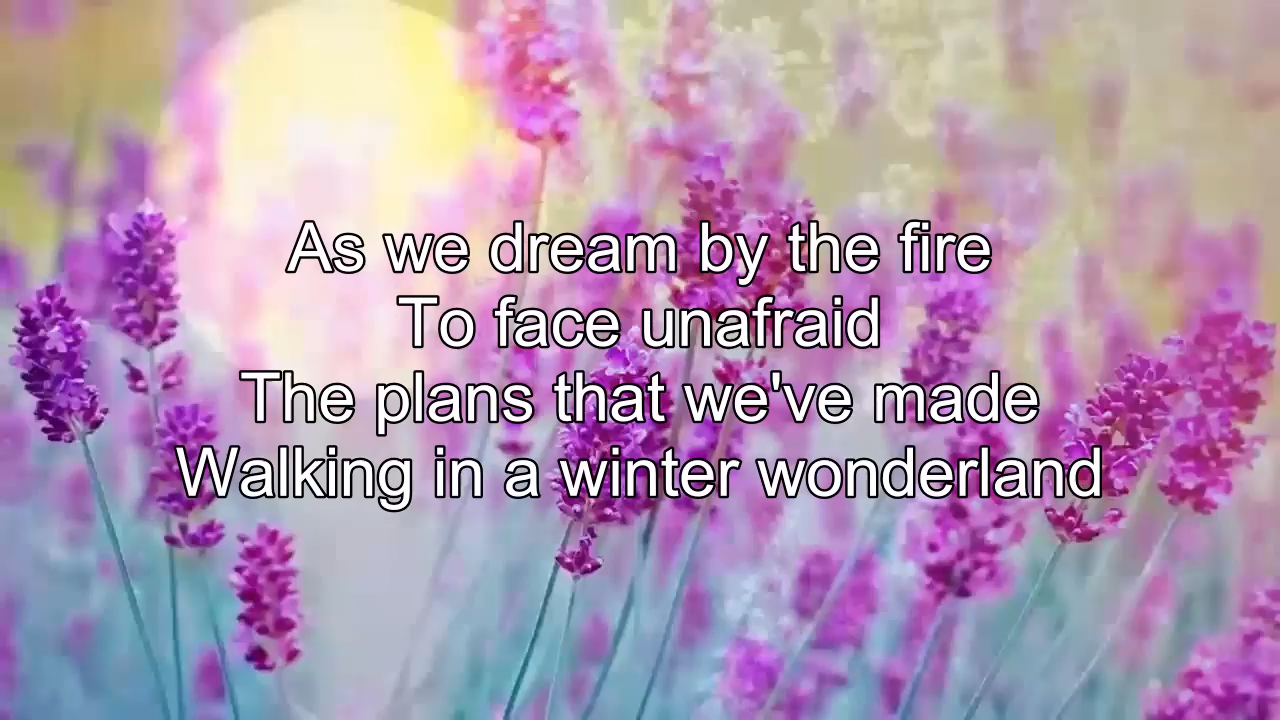 As we dream by the fire
To face unafraid
The plans that we've made
Walking in a winter wonderland